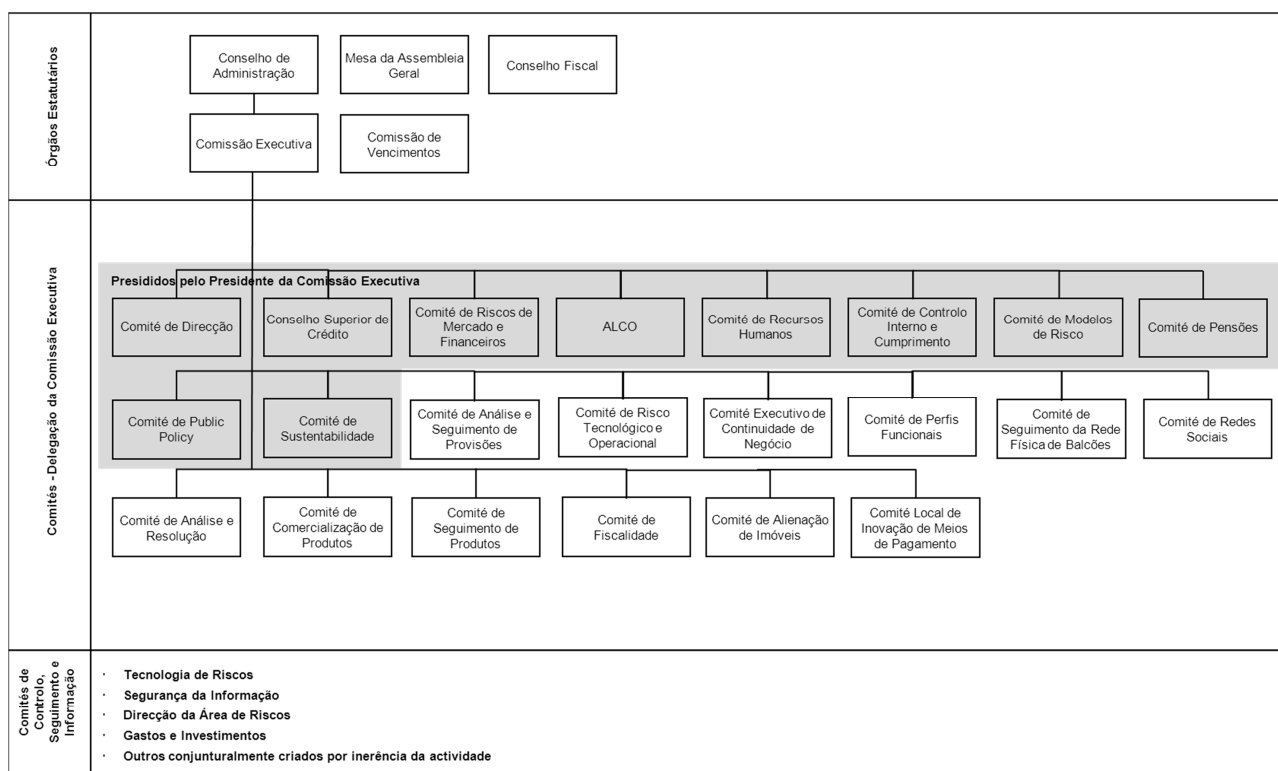 Órgãos Estatutários
Conselho de
Administração
Mesa da Assembleia
Geral
Conselho Fiscal
Comissão Executiva
Comissão de
Vencimentos
Comités - Delegação da Comissão Executiva
Presididos pelo Presidente da Comissão Executiva
Comité de Direcção
Conselho Superior de
Crédito
Comité de Riscos de
Mercado e
Financeiros
ALCO
Comité de Recursos
Humanos
Comité de Controlo
Interno e
Cumprimento
Comité de Modelos
de Risco
Comité de Pensões
Comité de Public
Policy
Comité de
Sustentabilidade
Comité de Análise e
Seguimento de
Provisões
Comité de Risco
Tecnológico e
Operacional
Comité Executivo de
Continuidade de
Negócio
Comité de Perfis
Funcionais
Comité de
Seguimento da Rede
Física de Balcões
Comité de Redes
Sociais
Comité de Análise e
Resolução
Comité de
Comercialização de
Produtos
Comité de
Seguimento de
Produtos
Comité de
Fiscalidade
Comité de Alienação
de Imóveis
Comité Local de
Inovação de Meios
de Pagamento
Comités de
Controlo,
Seguimento e
Informação
· Tecnologia de Riscos
· Segurança da Informação
· Direcção da Área de Riscos
· Gastos e Investimentos
· Outros conjunturalmente criados por inerência da actividade